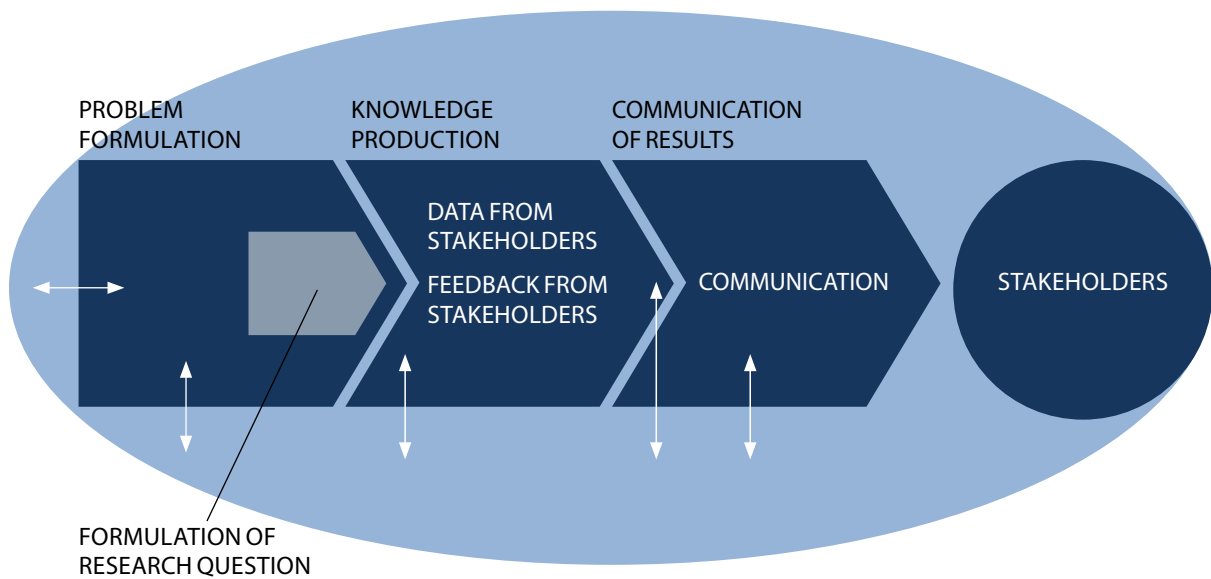 PROBLEM
FORMULATION
KNOWLEDGE
PRODUCTION
COMMUNICATION
OF RESULTS
DATA FROM
STAKEHOLDERS
FEEDBACK FROM
STAKEHOLDERS
COMMUNICATION
STAKEHOLDERS
FORMULATION OF
RESEARCH QUESTION